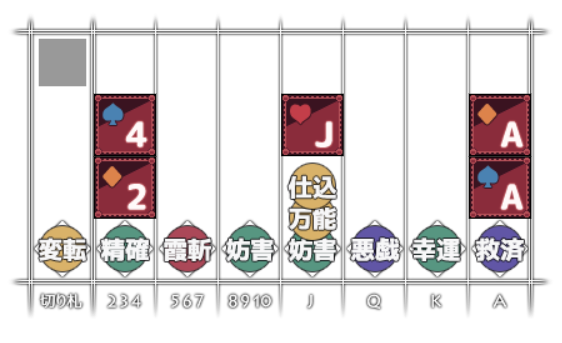 4 J A
2 A
仕込
万能
変転 精確 霞斬 妨害 妨害 悪戯 幸運 救済
切り札 234 567 8910 J Q K A